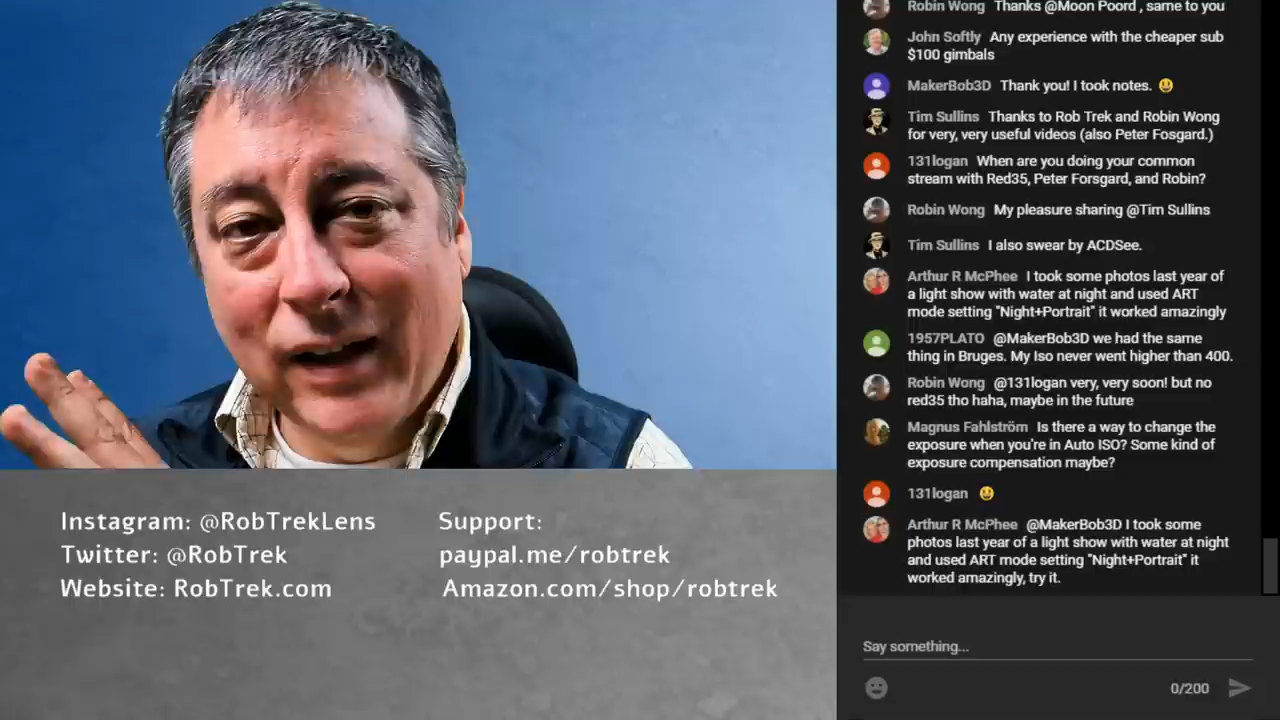 Instagram: @RobTrekLens
Twitter: @RobTrek
Website: RobTrek.com
Support:
paypal.me/robtrek
Amazon.com/shop/robtrek
Robin Wong Thanks @Moon Poord , same to you
John Softly Any experience with the cheaper sub
$100 gimbals
MakerBob3D Thank you! I took notes. 😃
Tim Sullins Thanks to Rob Trek and Robin Wong
for very, very useful videos (also Peter Fosgard.)
131logan When are you doing your common
stream with Red35, Peter Forsgard, and Robin?
Robin Wong My pleasure sharing @Tim Sullins
Tim Sullins I also swear by ACDSee.
Arthur R McPhee I took some photos last year of
a light show with water at night and used ART
mode setting "Night+Portrait" it worked amazingly
1957PLATO @MakerBob3D we had the same
thing in Bruges. My Iso never went higher than 400.
Robin Wong @131logan very, very soon! but no
red35 tho haha, maybe in the future
Magnus Fahlström Is there a way to change the
exposure when you're in Auto ISO? Some kind of
exposure compensation maybe?
131logan 😃
Arthur R McPhee @MakerBob3D I took some
photos last year of a light show with water at night
and used ART mode setting "Night+Portrait" it
worked amazingly, try it.
Say something...
0/200